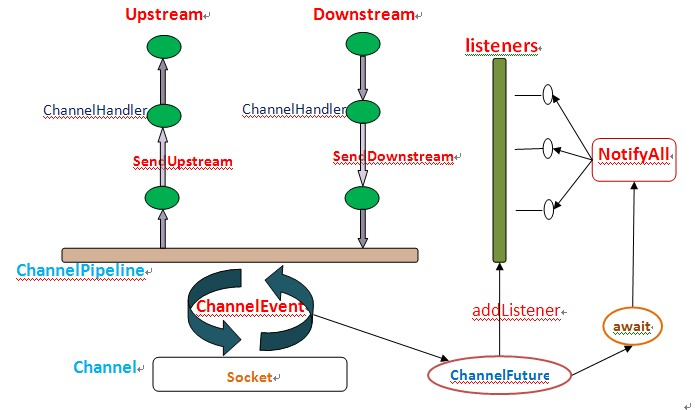 Upstream
Downstream
listeners
ChannelHandler
ChannelHandler
SendUpstream
SendDownstream
NotifyAll
ChannelPipeline
ChannelEvent
addListener
await
Channel
Socket
ChannelFuture